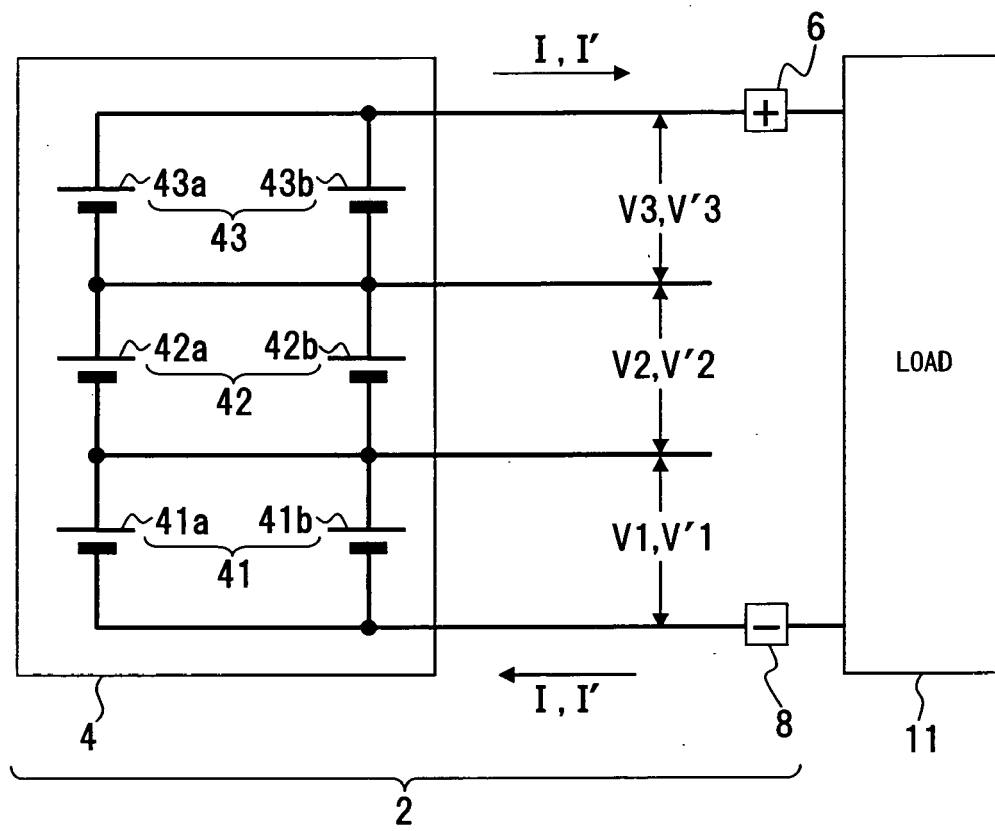 I, I′
6
+
43a 43b
43
V3,V′3
42a 42b
42
V2,V′2
LOAD
41a 41b
41
V1,V′1
−
I, I′
4
8
11
2